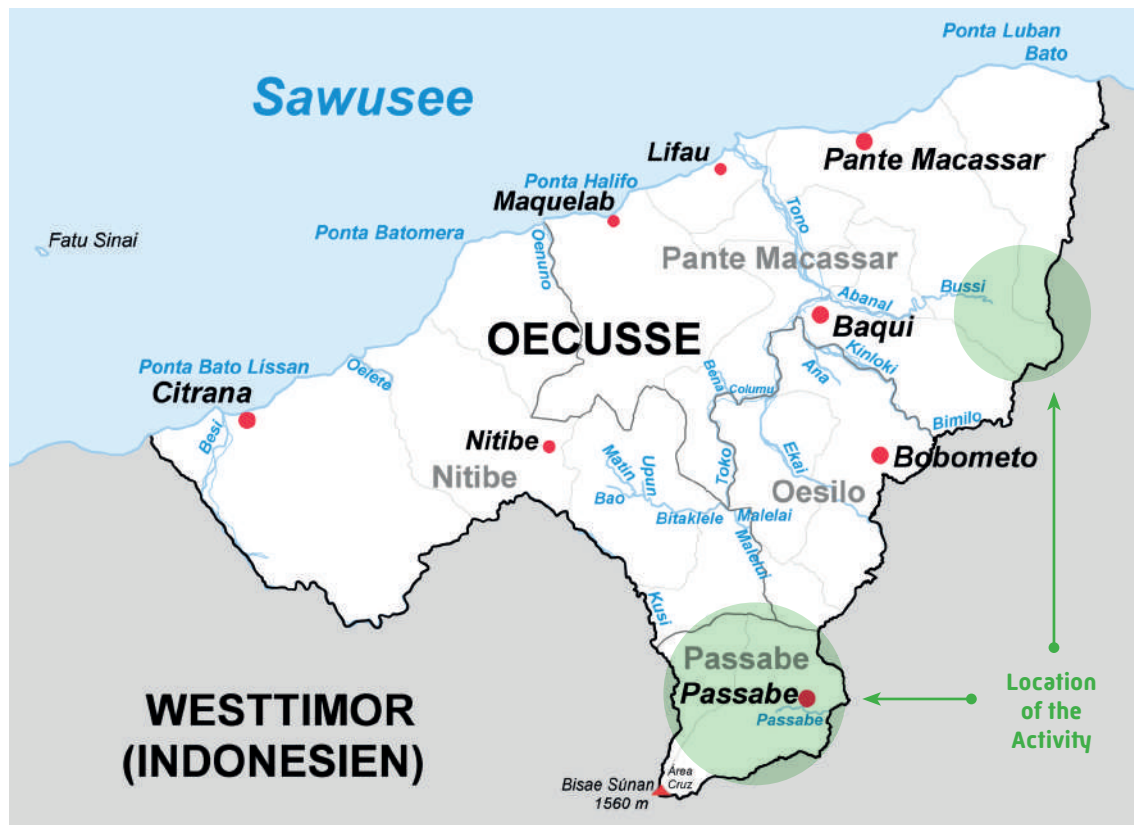 Ponta Luban
Bato
Sawusee
Lifau
Pante Macassar
Ponta Halifo
Maquelab
Tono
Fatu Sinai
Ponta Batomera
Oenuno
Pante Macassar
Abanal
Bussi
Baqui
OECUSSE
Kinloki
Ana
Ponta Bato Líssan
Citrana
Oelete
Bena
Columu
Bimilo
Besi
Nitibe
Nitibe
Matin
Upun
Toko
Ekai
Bobometo
Oesilo
Bao
Bitaklele
Malelai
Malelui
Kusi
Passabe
Passabe
Passabe
Location
of the
Activity
WESTTIMOR
(INDONESIEN)
Área
Cruz
Bisae Súnan
1560 m